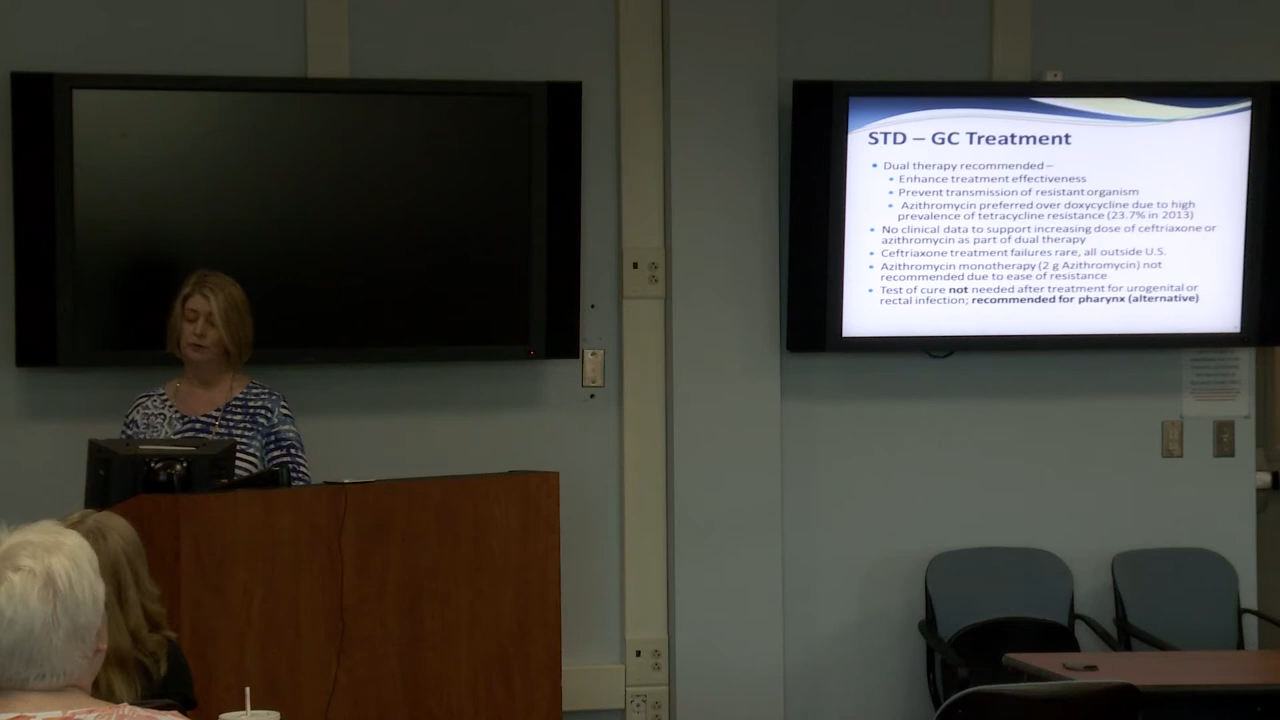 STD – GC Treatment
• Dual therapy recommended –
• Enhance treatment effectiveness
• Prevent transmission of resistant organism
• Azithromycin preferred over doxycycline due to high
prevalence of tetracycline resistance (23.7% in 2013)
• No clinical data to support increasing dose of ceftriaxone or
azithromycin as part of dual therapy
• Ceftriaxone treatment failures rare, all outside U.S.
• Azithromycin monotherapy (2 g Azithromycin) not
recommended due to ease of resistance
• Test of cure not needed after treatment for urogenital or
rectal infection; recommended for pharynx (alternative)